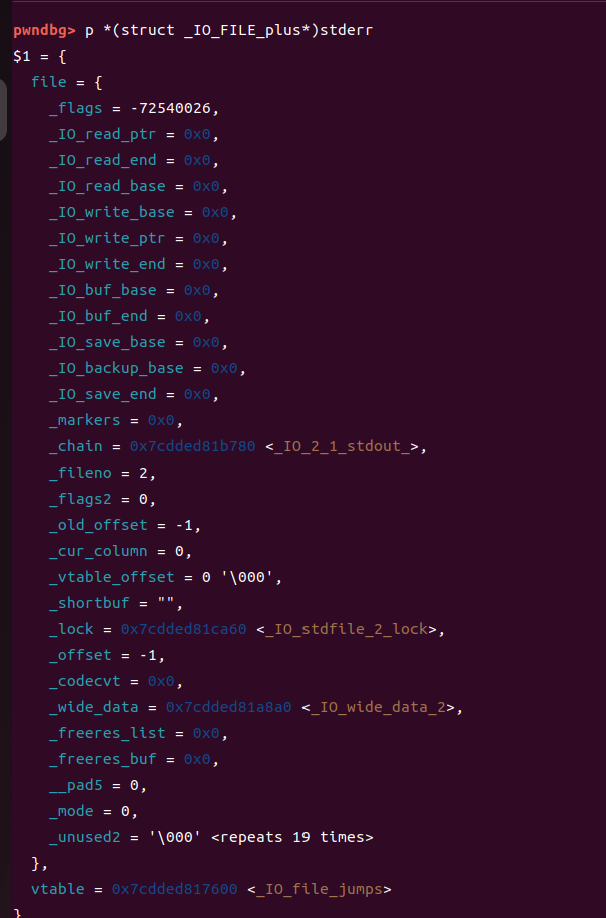 pwndbg> p *(struct _IO_FILE_plus*)stderr
$1 = {
  file = {
    _flags = -72540026,
    _IO_read_ptr = 0x0,
    _IO_read_end = 0x0,
    _IO_read_base = 0x0,
    _IO_write_base = 0x0,
    _IO_write_ptr = 0x0,
    _IO_write_end = 0x0,
    _IO_buf_base = 0x0,
    _IO_buf_end = 0x0,
    _IO_save_base = 0x0,
    _IO_backup_base = 0x0,
    _IO_save_end = 0x0,
    _markers = 0x0,
    _chain = 0x7cdded81b780 <_IO_2_1_stdout_>,
    _fileno = 2,
    _flags2 = 0,
    _old_offset = -1,
    _cur_column = 0,
    _vtable_offset = 0 '\000',
    _shortbuf = "",
    _lock = 0x7cdded81ca60 <_IO_stdfile_2_lock>,
    _offset = -1,
    _codecvt = 0x0,
    _wide_data = 0x7cdded81a8a0 <_IO_wide_data_2>,
    _freeres_list = 0x0,
    _freeres_buf = 0x0,
    __pad5 = 0,
    _mode = 0,
    _unused2 = '\000' <repeats 19 times>
  },
  vtable = 0x7cdded817600 <_IO_file_jumps>
}